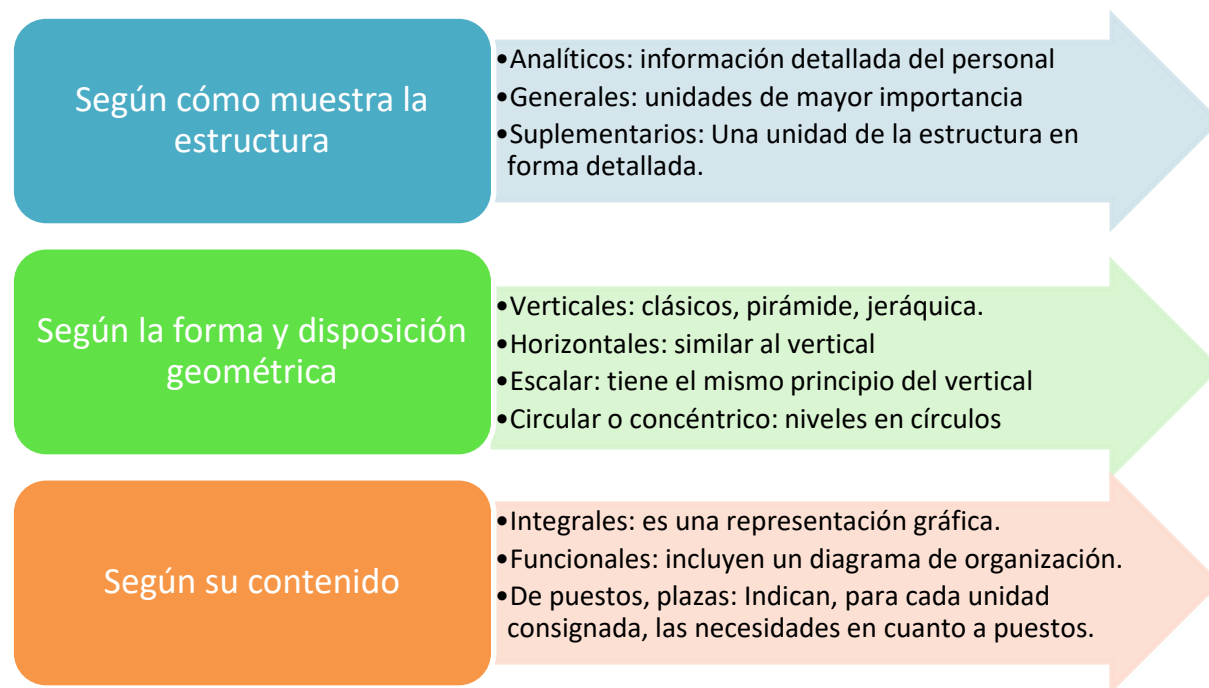 Según cómo muestra la
estructura
•Analíticos: información detallada del personal
•Generales: unidades de mayor importancia
•Suplementarios: Una unidad de la estructura en
forma detallada.
Según la forma y disposición
geométrica
•Verticales: clásicos, pirámide, jeráquica.
•Horizontales: similar al vertical
•Escalar: tiene el mismo principio del vertical
•Circular o concéntrico: niveles en círculos
Según su contenido
•Integrales: es una representación gráfica.
•Funcionales: incluyen un diagrama de organización.
•De puestos, plazas: Indican, para cada unidad
consignada, las necesidades en cuanto a puestos.